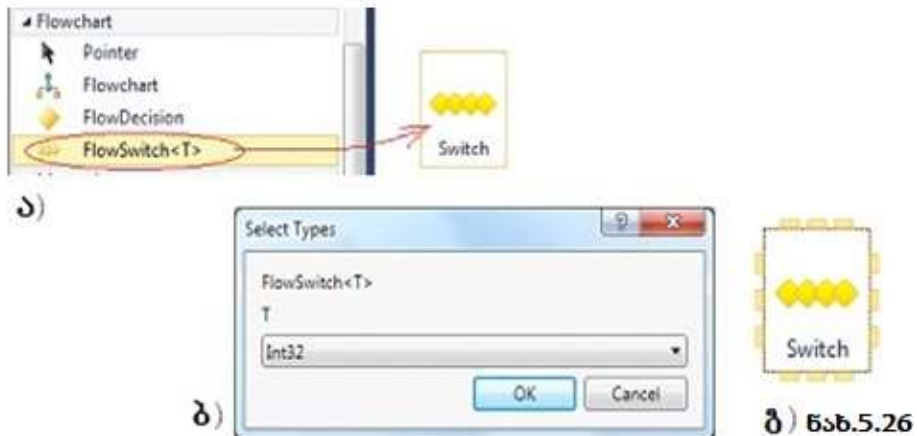 Flowchart
Pointer
Flowchart
FlowDecision
FlowSwitch<T>
Switch
ა)
Select Types
FlowSwitch<T>
T
Int32
OK Cancel
ბ)
Switch
გ) ნახ.5.26